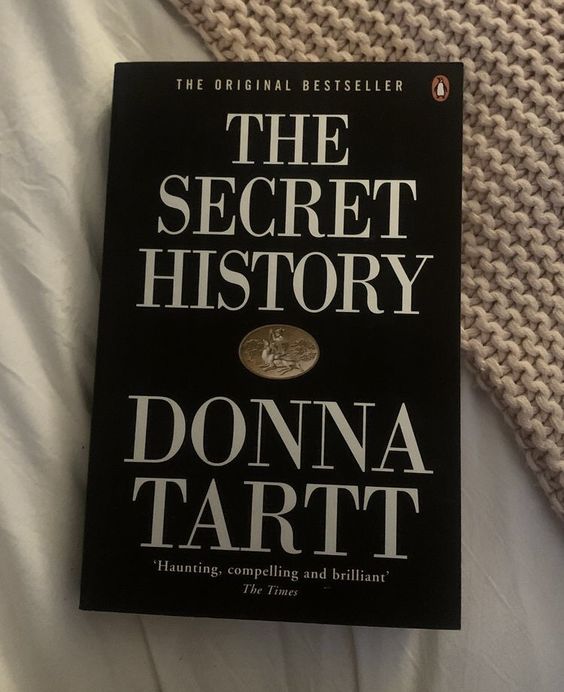 THE ORIGINAL BESTSELLER
THE
SECRET
HISTORY
DONNA
TARTT
'Haunting, compelling and brilliant'
The Times